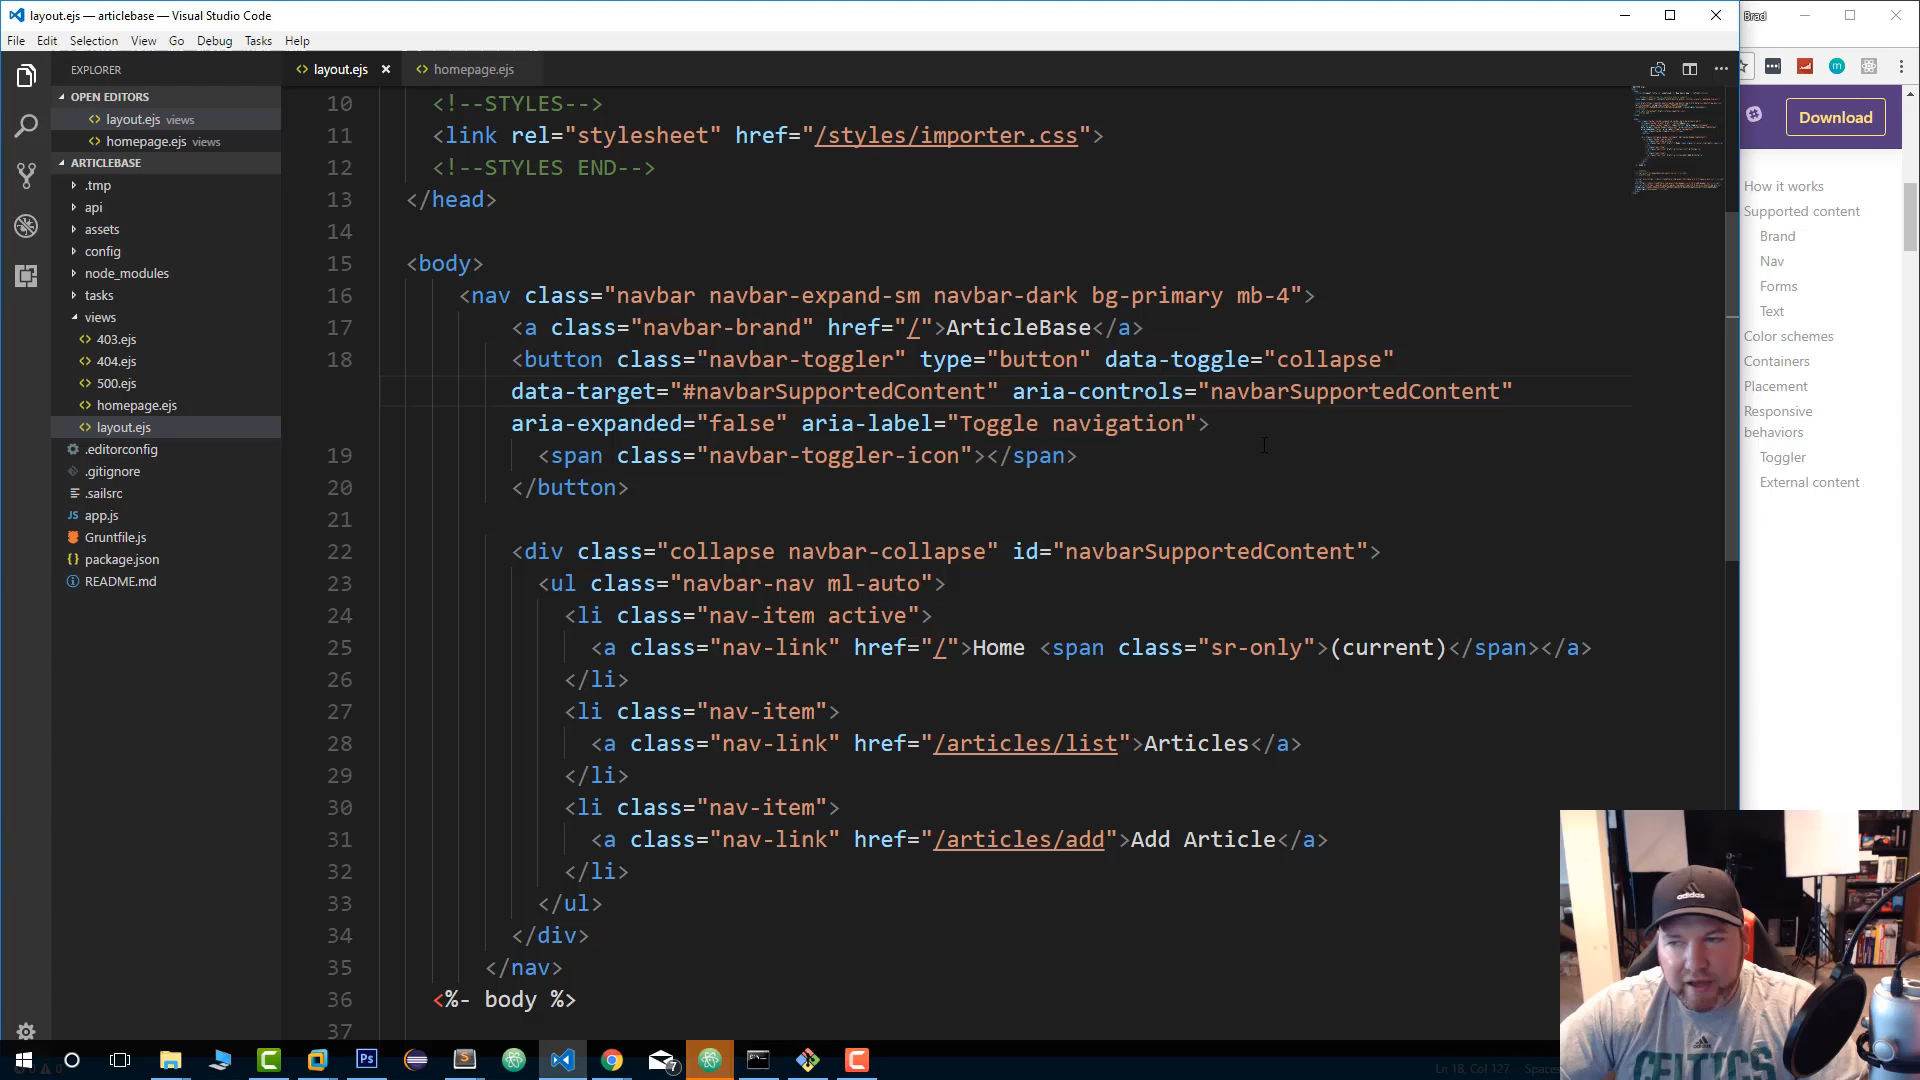 layout.ejs — articlebase — Visual Studio Code
Brad
File Edit Selection View Go Debug Tasks Help
EXPLORER
OPEN EDITORS
layout.ejs views
homepage.ejs views
ARTICLEBASE
.tmp
api
assets
config
node_modules
tasks
views
403.ejs
404.ejs
500.ejs
homepage.ejs
layout.ejs
.editorconfig
.gitignore
.sailsrc
JS app.js
Gruntfile.js
{} package.json
README.md
layout.ejs
homepage.ejs
10 <!--STYLES-->
11 <link rel="stylesheet" href="/styles/importer.css">
12 <!--STYLES END-->
13 </head>
14
15 <body>
16 <nav class="navbar navbar-expand-sm navbar-dark bg-primary mb-4">
17 <a class="navbar-brand" href="/">ArticleBase</a>
18 <button class="navbar-toggler" type="button" data-toggle="collapse"
data-target="#navbarSupportedContent" aria-controls="navbarSupportedContent"
aria-expanded="false" aria-label="Toggle navigation">
19 <span class="navbar-toggler-icon"></span>
20 </button>
21
22 <div class="collapse navbar-collapse" id="navbarSupportedContent">
23 <ul class="navbar-nav ml-auto">
24 <li class="nav-item active">
25 <a class="nav-link" href="/">Home <span class="sr-only">(current)</span></a>
26 </li>
27 <li class="nav-item">
28 <a class="nav-link" href="/articles/list">Articles</a>
29 </li>
30 <li class="nav-item">
31 <a class="nav-link" href="/articles/add">Add Article</a>
32 </li>
33 </ul>
34 </div>
35 </nav>
36 <%- body %>
37
Download
How it works
Supported content
Brand
Nav
Forms
Text
Color schemes
Containers
Placement
Responsive
behaviors
Toggler
External content
adidas
CELTICS
Ps
S
7
Ln 18, Col 127
Spaces